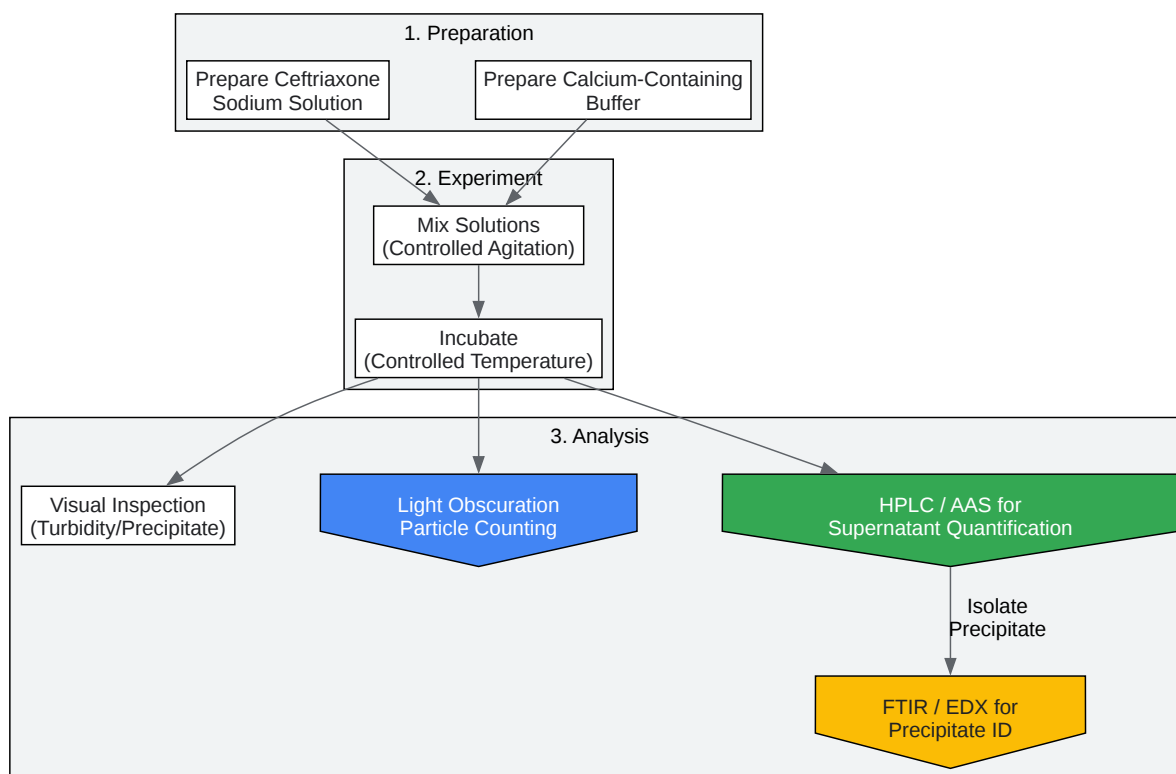 1. Preparation
Prepare Ceftriaxone
Sodium Solution
Prepare Calcium-Containing
Buffer
2. Experiment
Mix Solutions
(Controlled Agitation)
Incubate
(Controlled Temperature)
3. Analysis
Visual Inspection
(Turbidity/Precipitate)
Light Obscuration
Particle Counting
HPLC / AAS for
Supernatant Quantification
Isolate
Precipitate
FTIR / EDX for
Precipitate ID